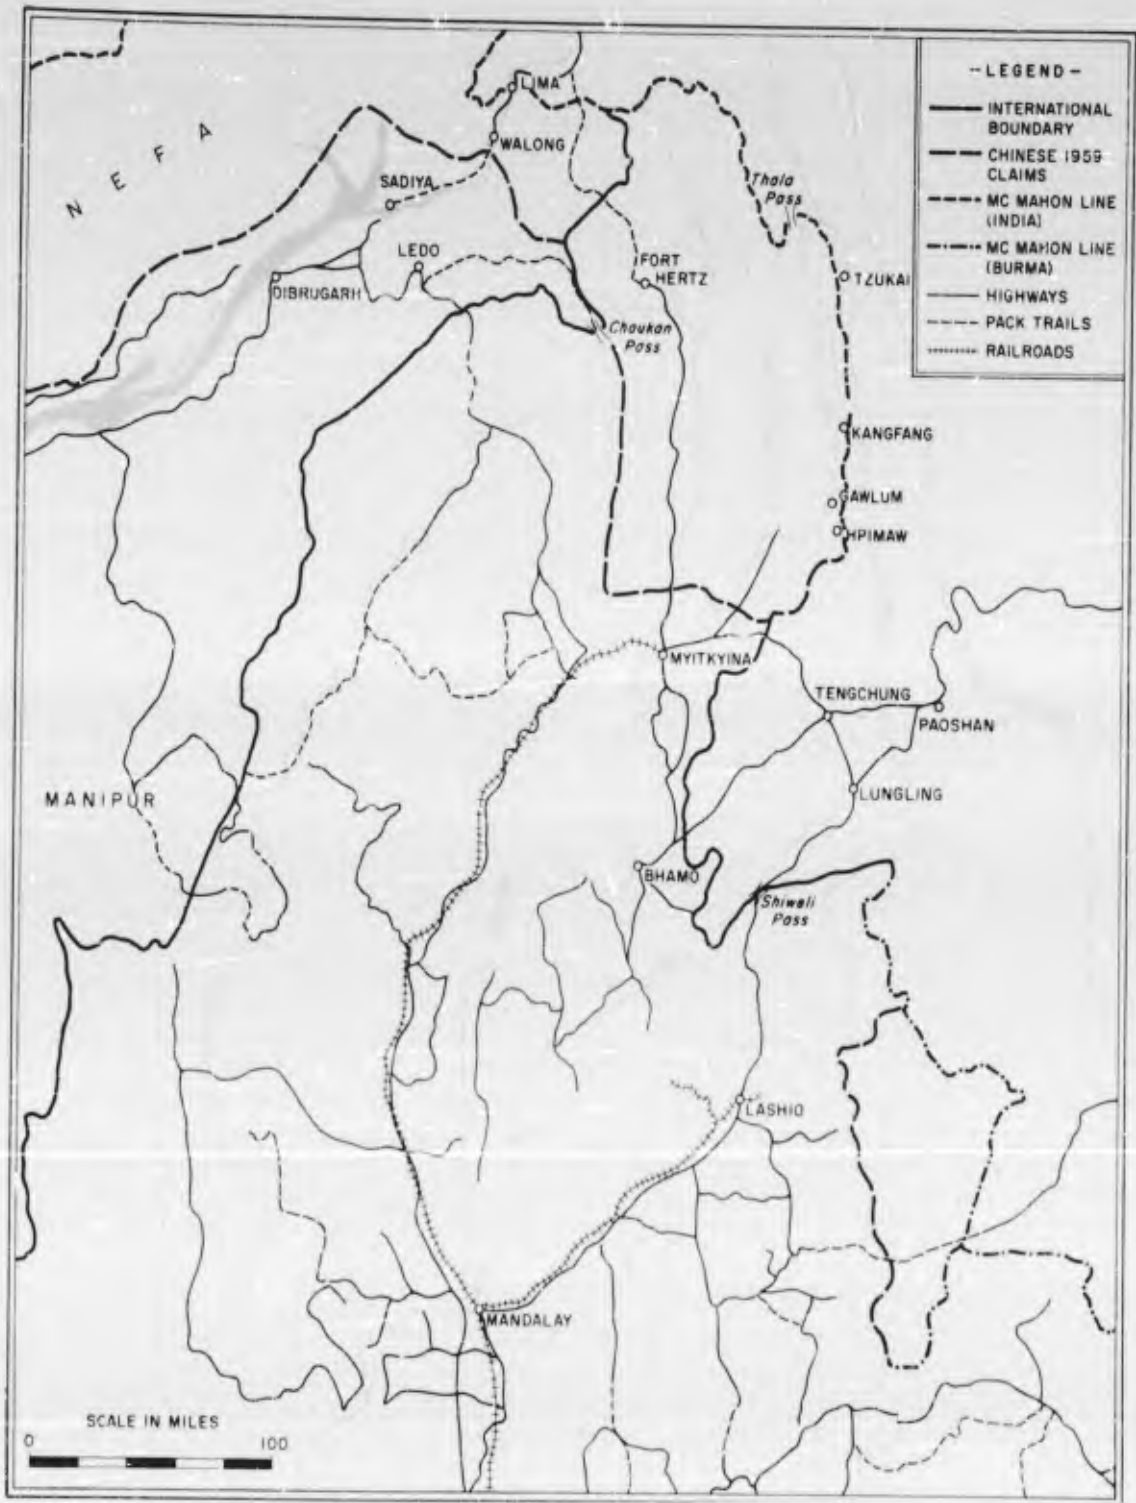 -- LEGEND --
INTERNATIONAL
BOUNDARY
CHINESE 1959
CLAIMS
MC MAHON LINE
(INDIA)
MC MAHON LINE
(BURMA)
HIGHWAYS
PACK TRAILS
RAILROADS
LIMA
WALONG
NEFA
SADIYA
Thala
Pass
LEDO
FORT
HERTZ
TZUKAI
DIBRUGARH
Chaukan
Pass
KANGFANG
GAWLUM
HPIMAW
MYITKYINA
TENGCHUNG
PAOSHAN
MANIPUR
LUNGLING
BHAMO
Shiweli
Pass
LASHIO
MANDALAY
SCALE IN MILES
0 100